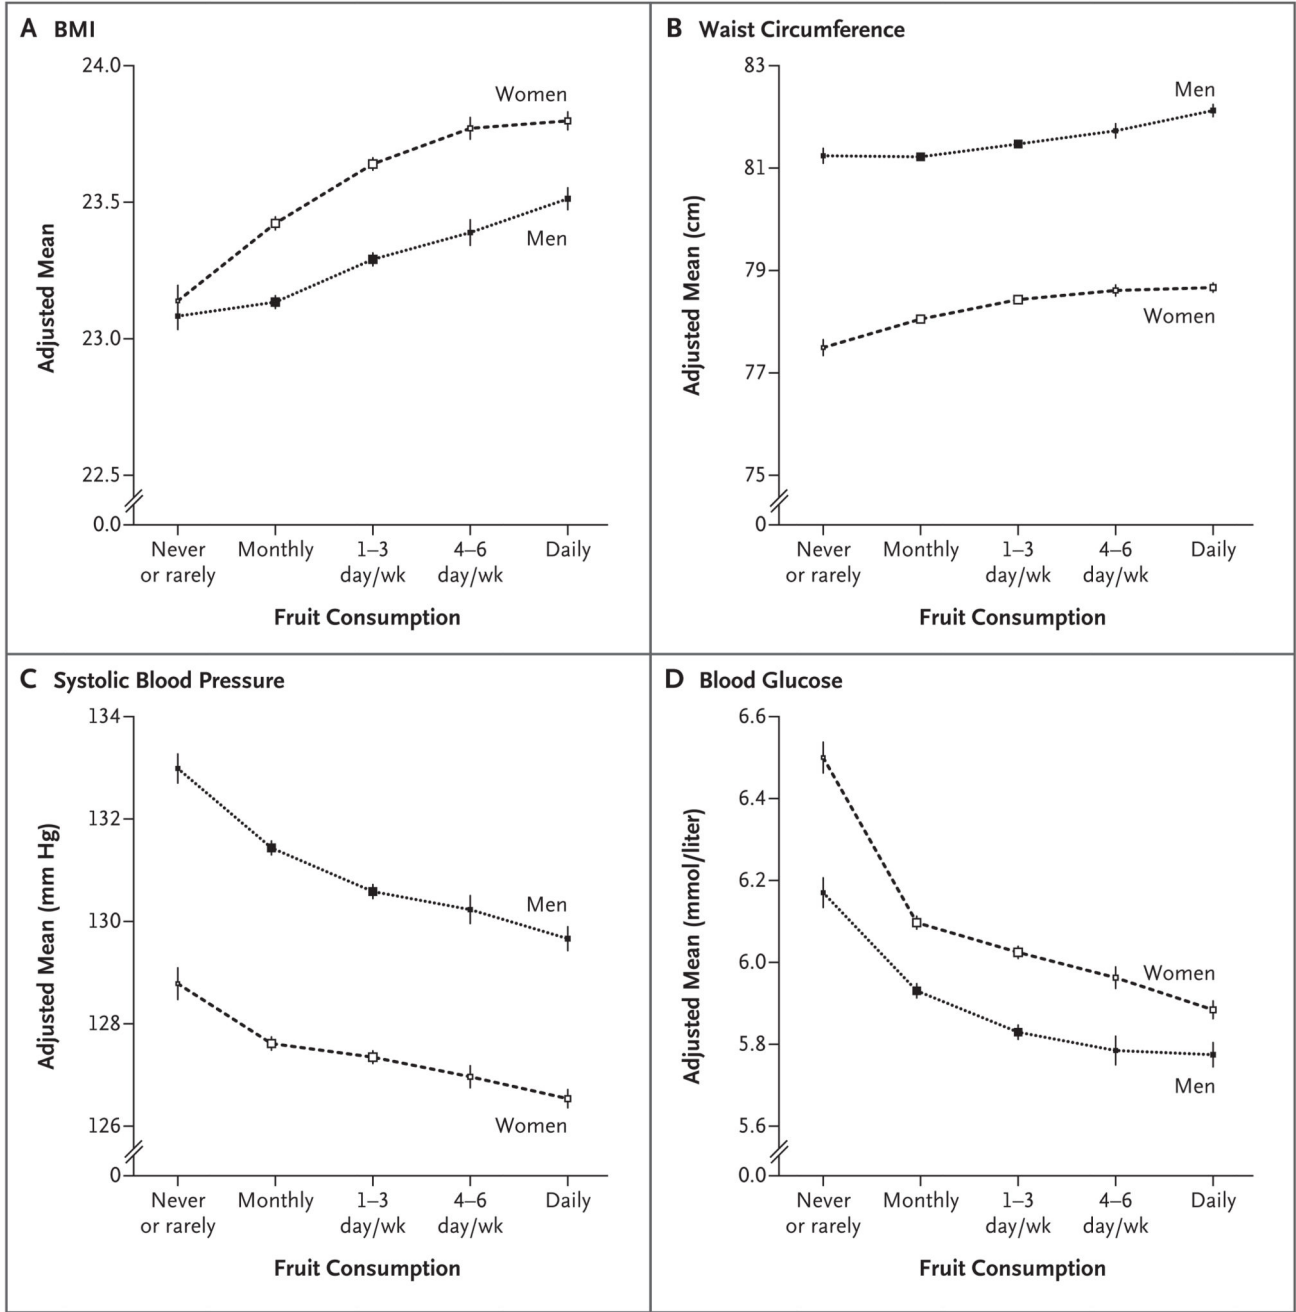 A BMI
24.0
23.5
23.0
22.5
0.0
Adjusted Mean
Women
Men
Never or rarely
Monthly
1–3 day/wk
4–6 day/wk
Daily
Fruit Consumption
B Waist Circumference
83
81
79
77
75
0
Adjusted Mean (cm)
Men
Women
Never or rarely
Monthly
1–3 day/wk
4–6 day/wk
Daily
Fruit Consumption
C Systolic Blood Pressure
134
132
130
128
126
0
Adjusted Mean (mm Hg)
Men
Women
Never or rarely
Monthly
1–3 day/wk
4–6 day/wk
Daily
Fruit Consumption
D Blood Glucose
6.6
6.4
6.2
6.0
5.8
5.6
0.0
Adjusted Mean (mmol/liter)
Women
Men
Never or rarely
Monthly
1–3 day/wk
4–6 day/wk
Daily
Fruit Consumption